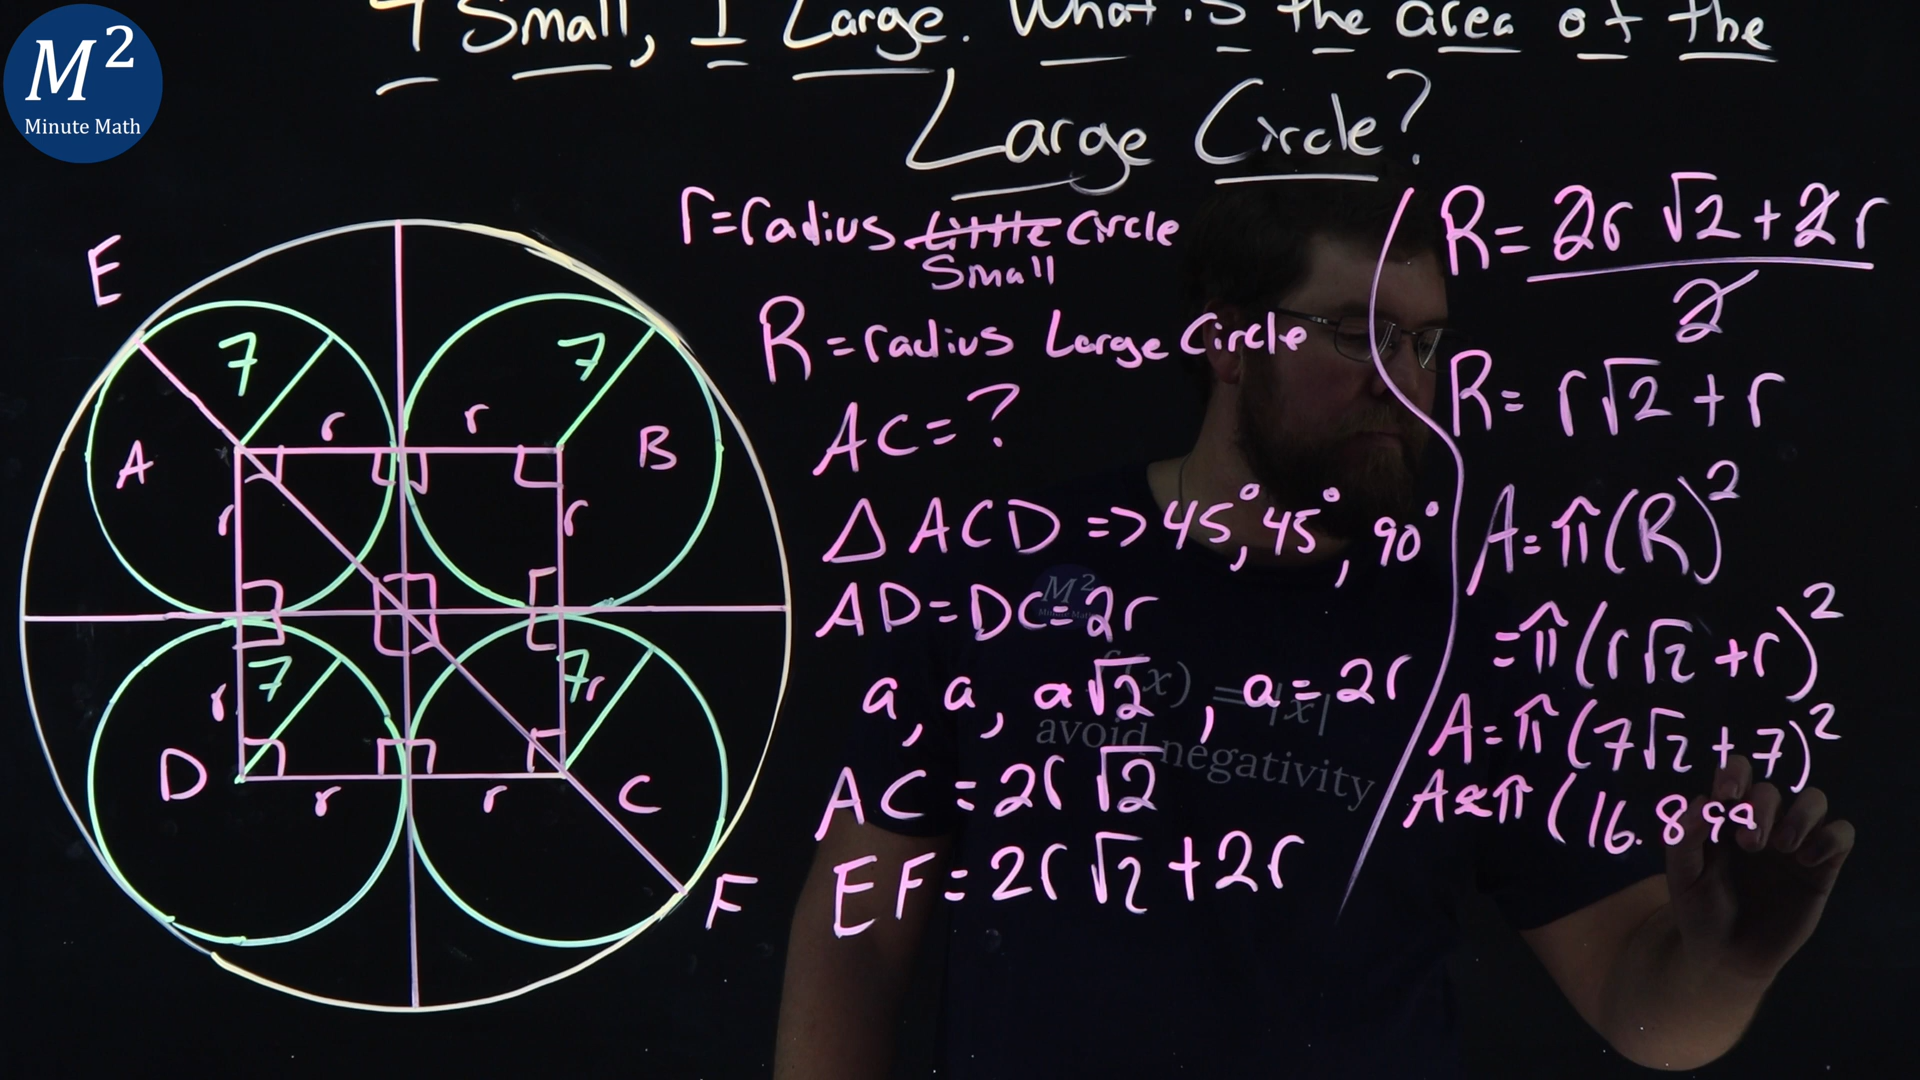 4 Small, 1 Large. What is the area of the
Large Circle?
M²
Minute Math
r=radius Little Circle
Small
R=radius Large Circle
AC=?
△ACD => 45°, 45°, 90°
AD=DC=2r
a, a, a√2, a=2r
AC=2r√2
EF=2r√2+2r
R=2r√2+2r
2
R=r√2+r
A=π(R)²
=π(r√2+r)²
A=π(7√2+7)²
A≈π(16.899
E
7
7
r
r
A
B
r
r
7
7r
r
D
C
r
r
F
M²
Minute Math
f(x)=|x|
avoid negativity